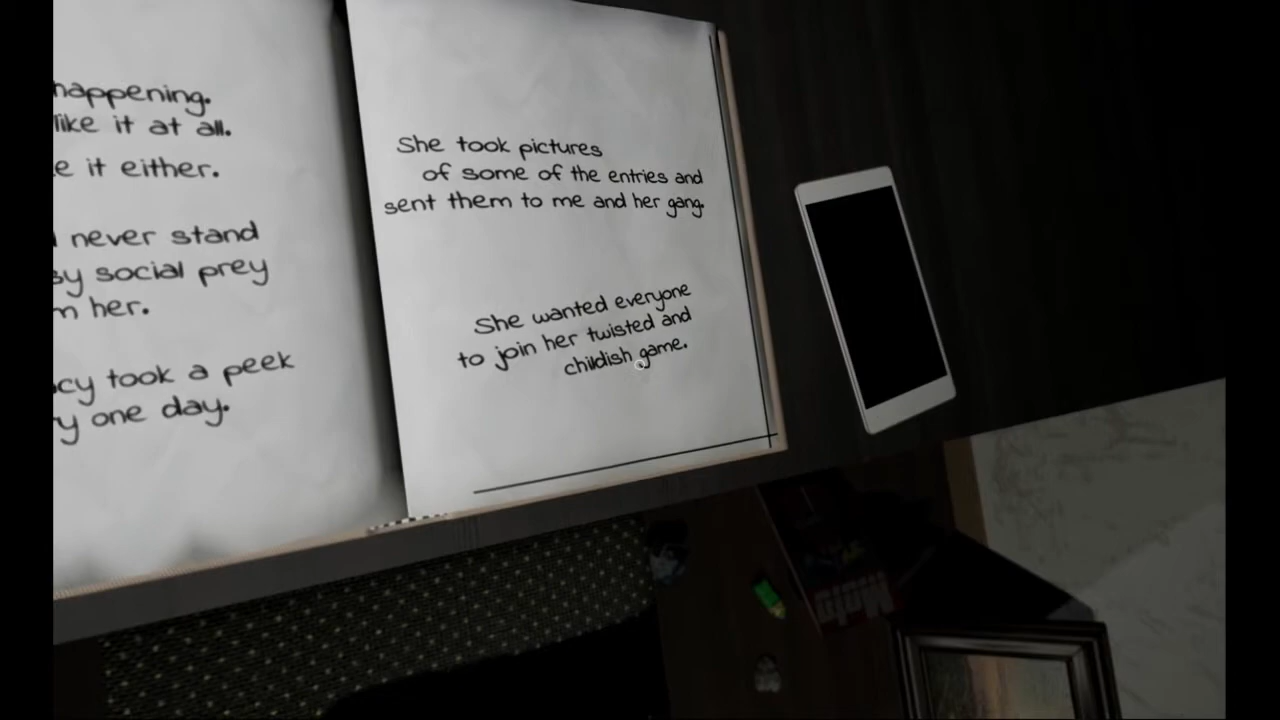 happening.
like it at all.
it either.
never stand
social prey
her.
took a peek
one day.
She took pictures
of some of the entries and
sent them to me and her gang.
She wanted everyone
to join her twisted and
childish game.